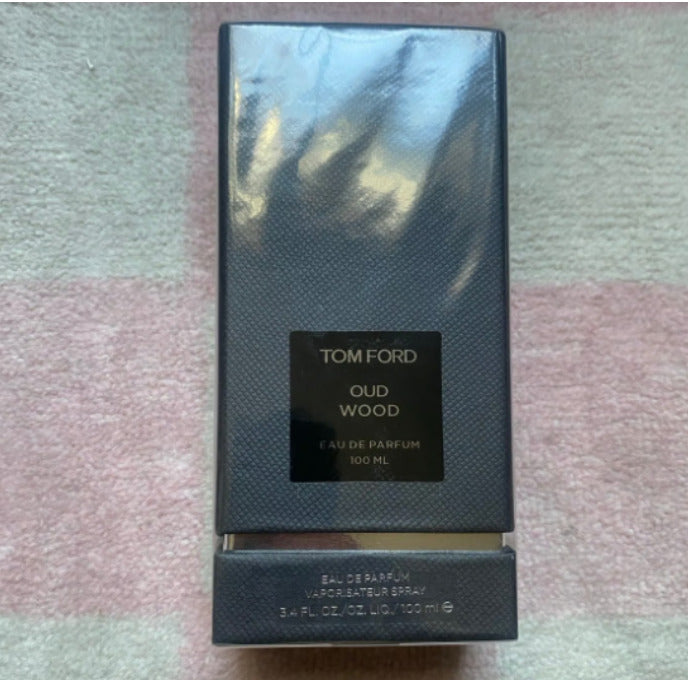 TOM FORD
OUD
WOOD
EAU DE PARFUM
100 ML
EAU DE PARFUM
VAPORISATEUR SPRAY
3.4 FL. OZ./OZ. LIQ./100 ml ℮